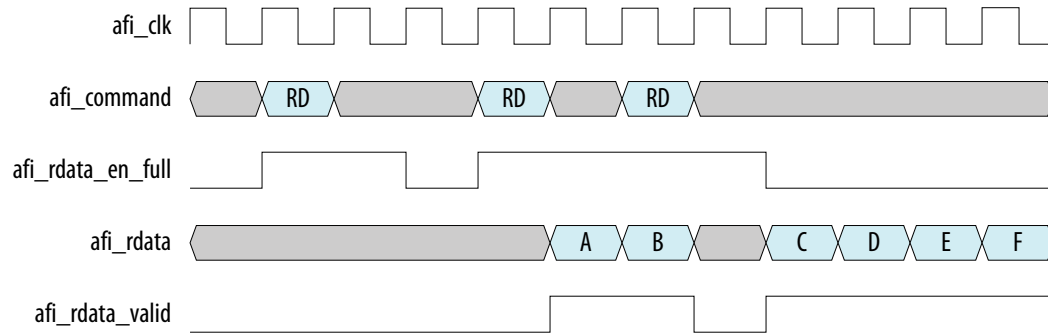 afi_clk
afi_command RD RD RD
afi_rdata_en_full
afi_rdata A B C D E F
afi_rdata_valid